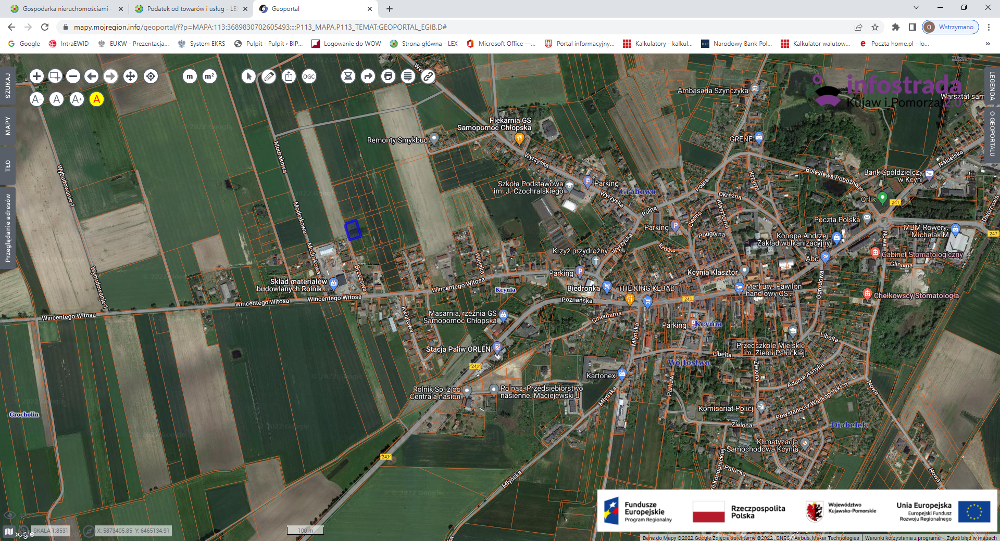 Gospodarka nieruchomościami -
Podatek od towarów i usług - LEX
Geoportal
mapy.mojregion.info/geoportal/f?p=MAPA:113:3689830702605493::::P113_MAPA,P113_TEMAT:GEOPORTAL_EGIB,D#
O Wstrzymano
Google
IntraEWID
EUKW - Prezentacja...
System EKRS
Pulpit - Pulpit ‹ BIP...
Logowanie do WOW
Strona główna - LEX
Microsoft Office —...
Portal informacyjny...
Kalkulatory - kalkul...
Narodowy Bank Pol...
Kalkulator walutow...
Poczta home.pl - lo...
»
Zaloguj
SZUKAJ
MAPY
TŁO
Przeglądanie adresów
LEGENDA
O GEOPORTALU
m
m²
OGC
A-
A
A+
A
infostrada
Kujaw i Pomorza 2.0
Ambasada Szynczyka
Warsztat sam
Piekarnia GS
Samopomoc Chłopska
Remonty Smykbud
GRENE
Modrakowa
Wyrzyska
Bolesława Pobożnego
Nakielska
Bank Spółdzielczy
w Kcyni
Wybudowanie 1
Szkoła Podstawowa
im. J. Czochralskiego
Parking
Grabowo
Polna
Krzywa
Okrężna
Orlik
241
Dworcowa
Modrakowa
Wyrzyska
Polna
Ciasna
Klasztorna
Poczta Polska
MBM Rowery.
Michalak M
247
Parking
Podgórna
Konopa Andrzej.
Zakład wulkanizacyjny
Nowa
Modrakowa
Wyrzyska
Krótka
Krzyż przydrożny
Abc
Gabinet Stomatologiczny
Gliniana
Wybudowanie 1
Brzozowa
Wiejska
Parking
Kcynia Klasztor
Skład materiałów
budowlanych Rolnik...
Wincentego Witosa
Kcynia
Biedronka
THE KING KEBAB
Merkury. Pawilon
handlowy GS...
Ogrodowa
Chełkowscy Stomatologia
Wincentego Witosa
Wincentego Witosa
Wincentego Witosa
Poznańska
241
Kwiatowa
Masarnia, rzeźnia GS
Samopomoc Chłopska
Cmentarna
Młyńska
Parking
Kcynia
Libelta
Stacja Paliw ORLEN
Przedszkole Miejskie
im. Ziemi Pałuckiej
Libelta
Wójtostwo
241
Kartonex
Parkowa
Zielona
Adama Asnyka
Rolnik Sp. z oo
Centrala nasion
Polnas. Przedsiębiorstwo
nasienne. Maciejewski J
Młyńska
Powstańców Wielkopolskich
Nowa
Komisariat Policji
Grocholin
Zielona
Diabełek
Klimatyzacja
Samochodowa Kcynia
241
Pałucka
Młyńska
Nowa
Fundusze
Europejskie
Program Regionalny
Rzeczpospolita
Polska
Województwo
Kujawsko-Pomorskie
Unia Europejska
Europejski Fundusz
Rozwoju Regionalnego
SKALA 1:8531
X: 5873405.85 Y: 6465134.91
100 m
Dane do Mapy ©2022 Google Zdjęcie satelitarne ©2022 , CNES / Airbus, Maxar Technologies
Warunki korzystania z programu
Zgłoś błąd w mapach